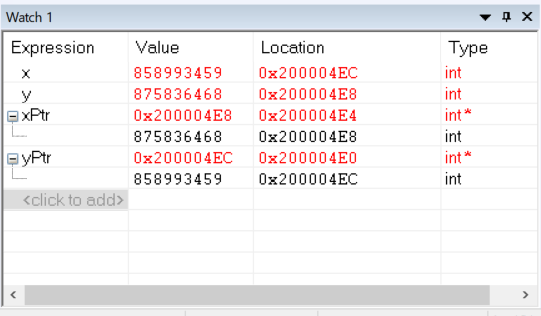 Watch 1
Expression Value Location Type
x 858993459 0x200004EC int
y 875836468 0x200004E8 int
xPtr 0x200004E8 0x200004E4 int*
875836468 0x200004E8 int
yPtr 0x200004EC 0x200004E0 int*
858993459 0x200004EC int
<click to add>